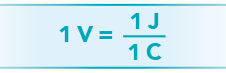 1 V = 1 J / 1 C